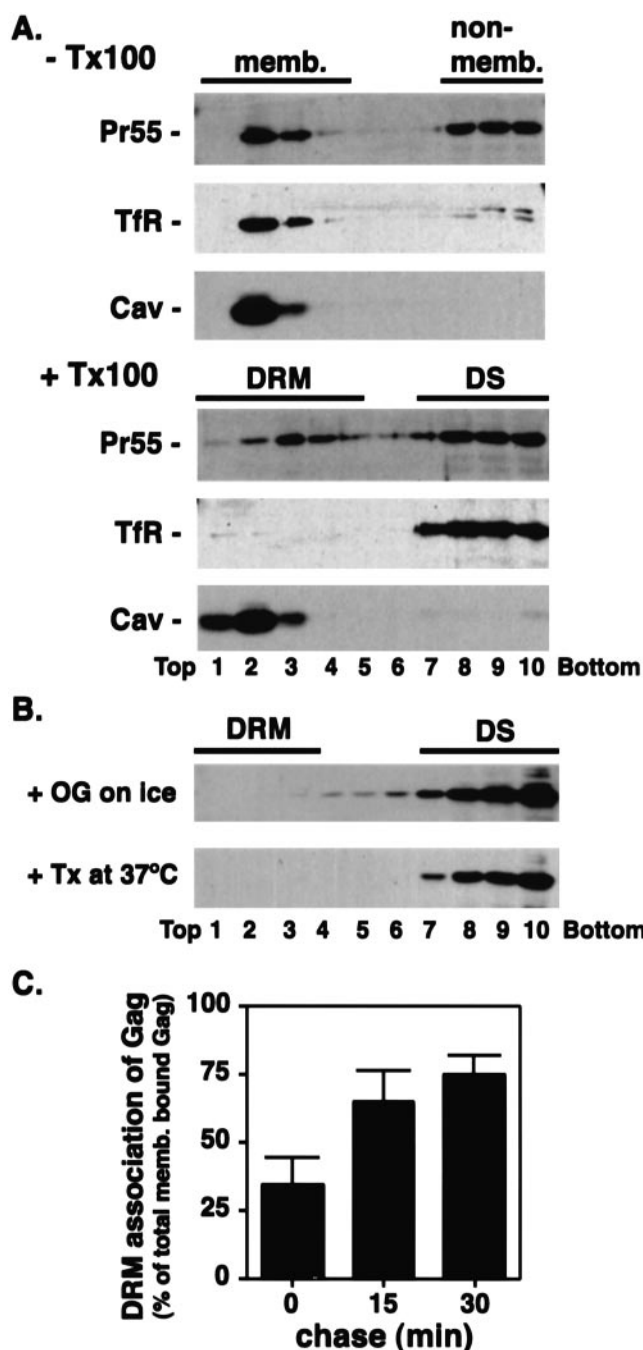 A.
- Tx100
memb.
non-
memb.
Pr55 -
TfR -
Cav -
+ Tx100
DRM
DS
Pr55 -
TfR -
Cav -
Top 1 2 3 4 5 6 7 8 9 10 Bottom
B.
DRM
DS
+ OG on ice
+ Tx at 37°C
Top 1 2 3 4 5 6 7 8 9 10 Bottom
C.
DRM association of Gag
(% of total memb. bound Gag)
100
75
50
25
0
0 15 30
chase (min)